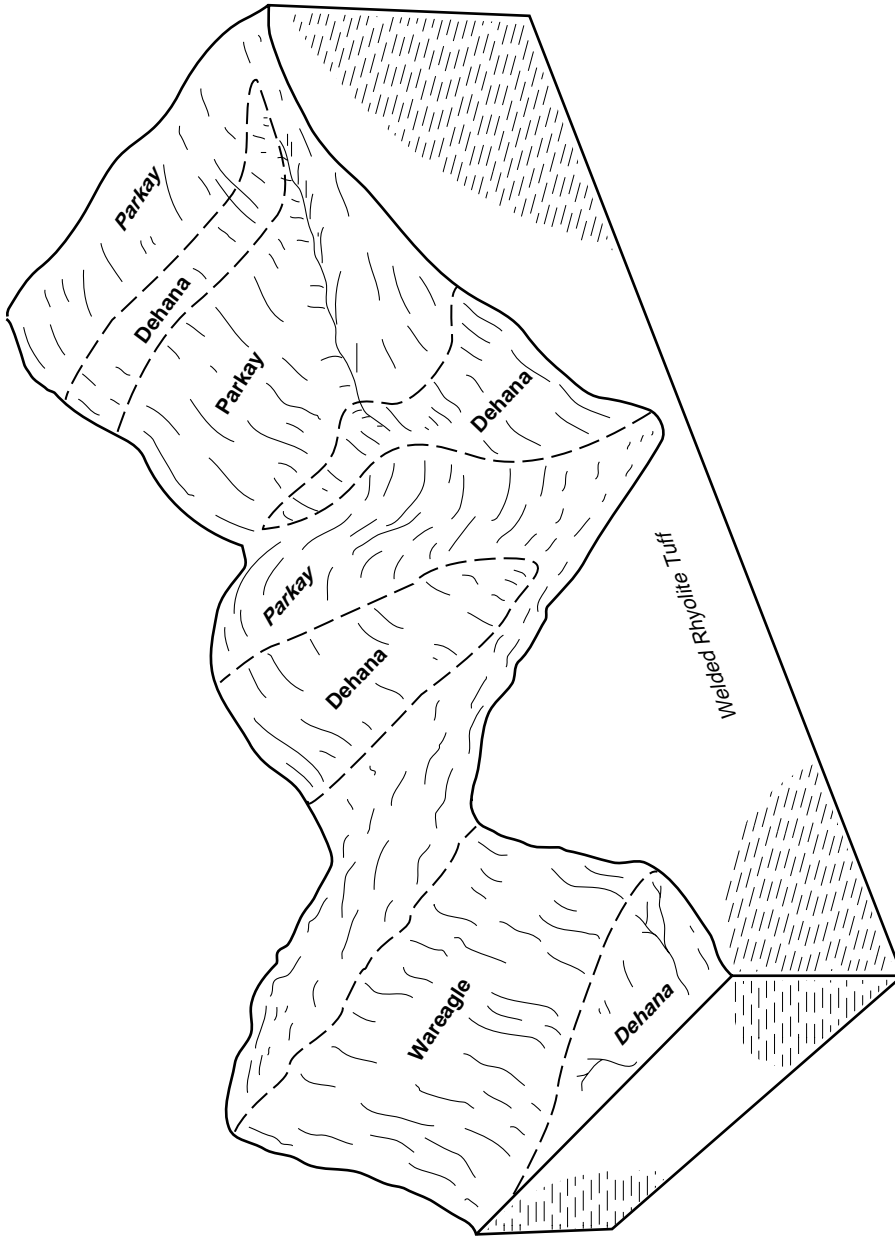 Parkay
Dehana
Parkay
Dehana
Parkay
Dehana
Welded Rhyolite Tuff
Wareagle
Dehana